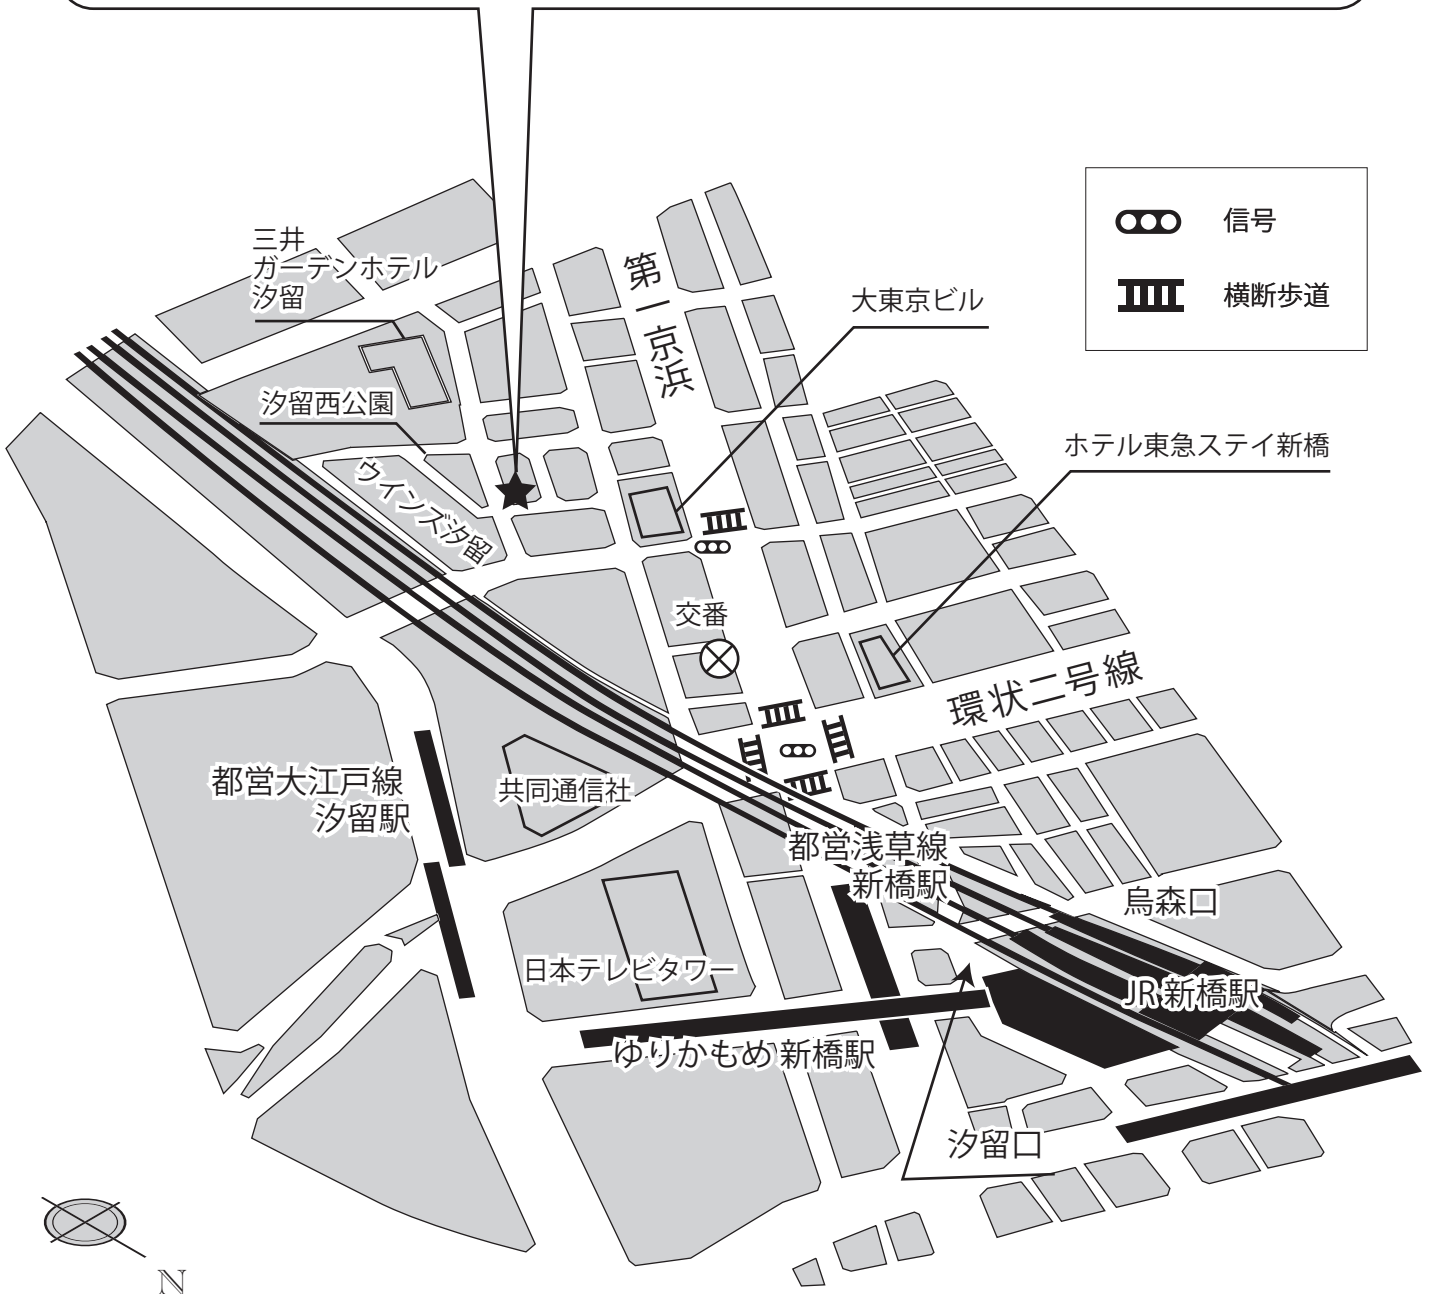 三井
ガーデンホテル
汐留
第一京浜
大東京ビル
信号
横断歩道
汐留西公園
ホテル東急ステイ新橋
ウインズ汐留
交番
環状二号線
都営大江戸線
汐留駅
共同通信社
都営浅草線
新橋駅
烏森口
日本テレビタワー
JR 新橋駅
ゆりかもめ 新橋駅
汐留口
N